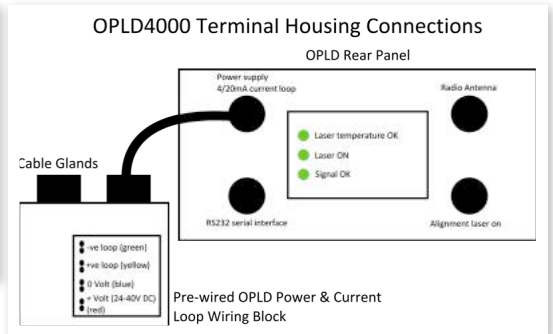 OPLD4000 Terminal Housing Connections
OPLD Rear Panel
Power supply
4/20mA current loop
Radio Antenna
Laser temperature OK
Laser ON
Signal OK
Cable Glands
RS232 serial interface
Alignment laser on
-ve loop (green)
+ve loop (yellow)
0 Volt (blue)
+ Volt (24-40V DC)
(red)
Pre-wired OPLD Power & Current
Loop Wiring Block